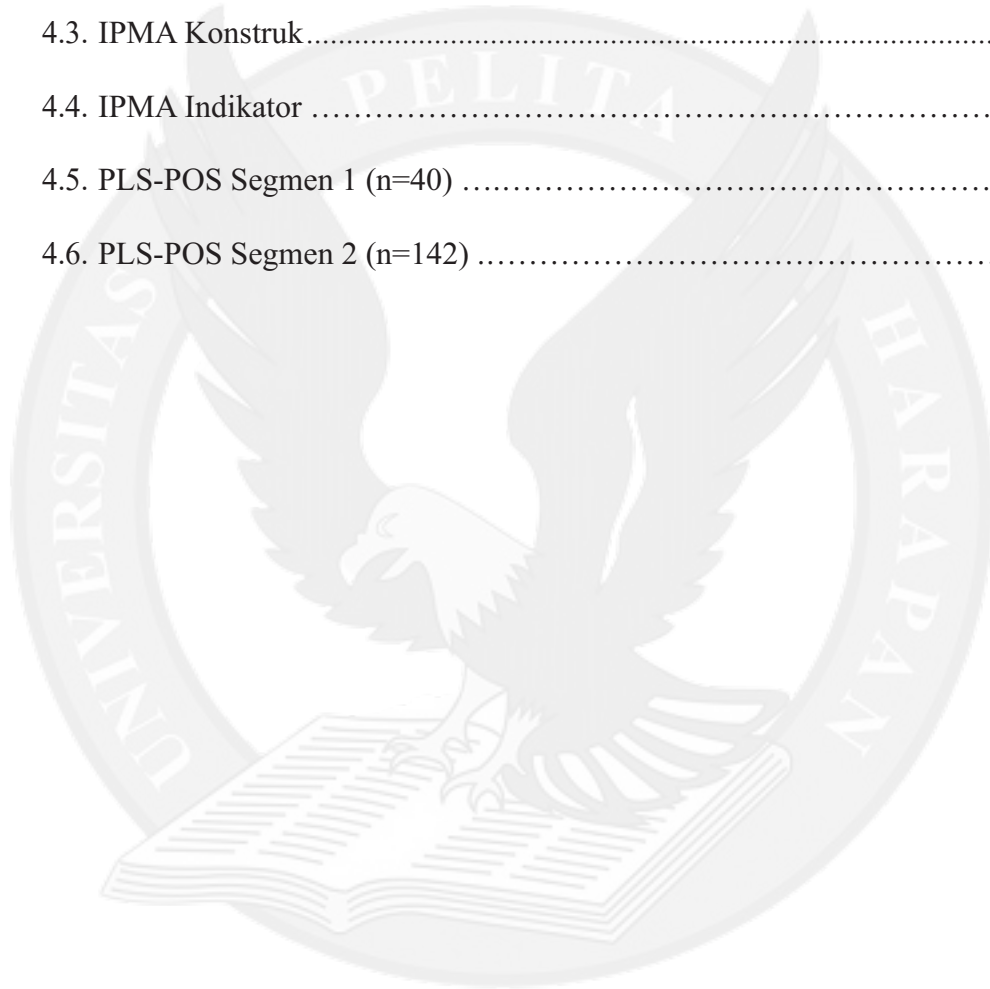 4.3. IPMA Konstruk................................................................................
4.4. IPMA Indikator ……………………………………………………………
4.5. PLS-POS Segmen 1 (n=40) ………………………………………………
4.6. PLS-POS Segmen 2 (n=142) ………………………………………………
UNIVERSITAS PELITA HARAPAN